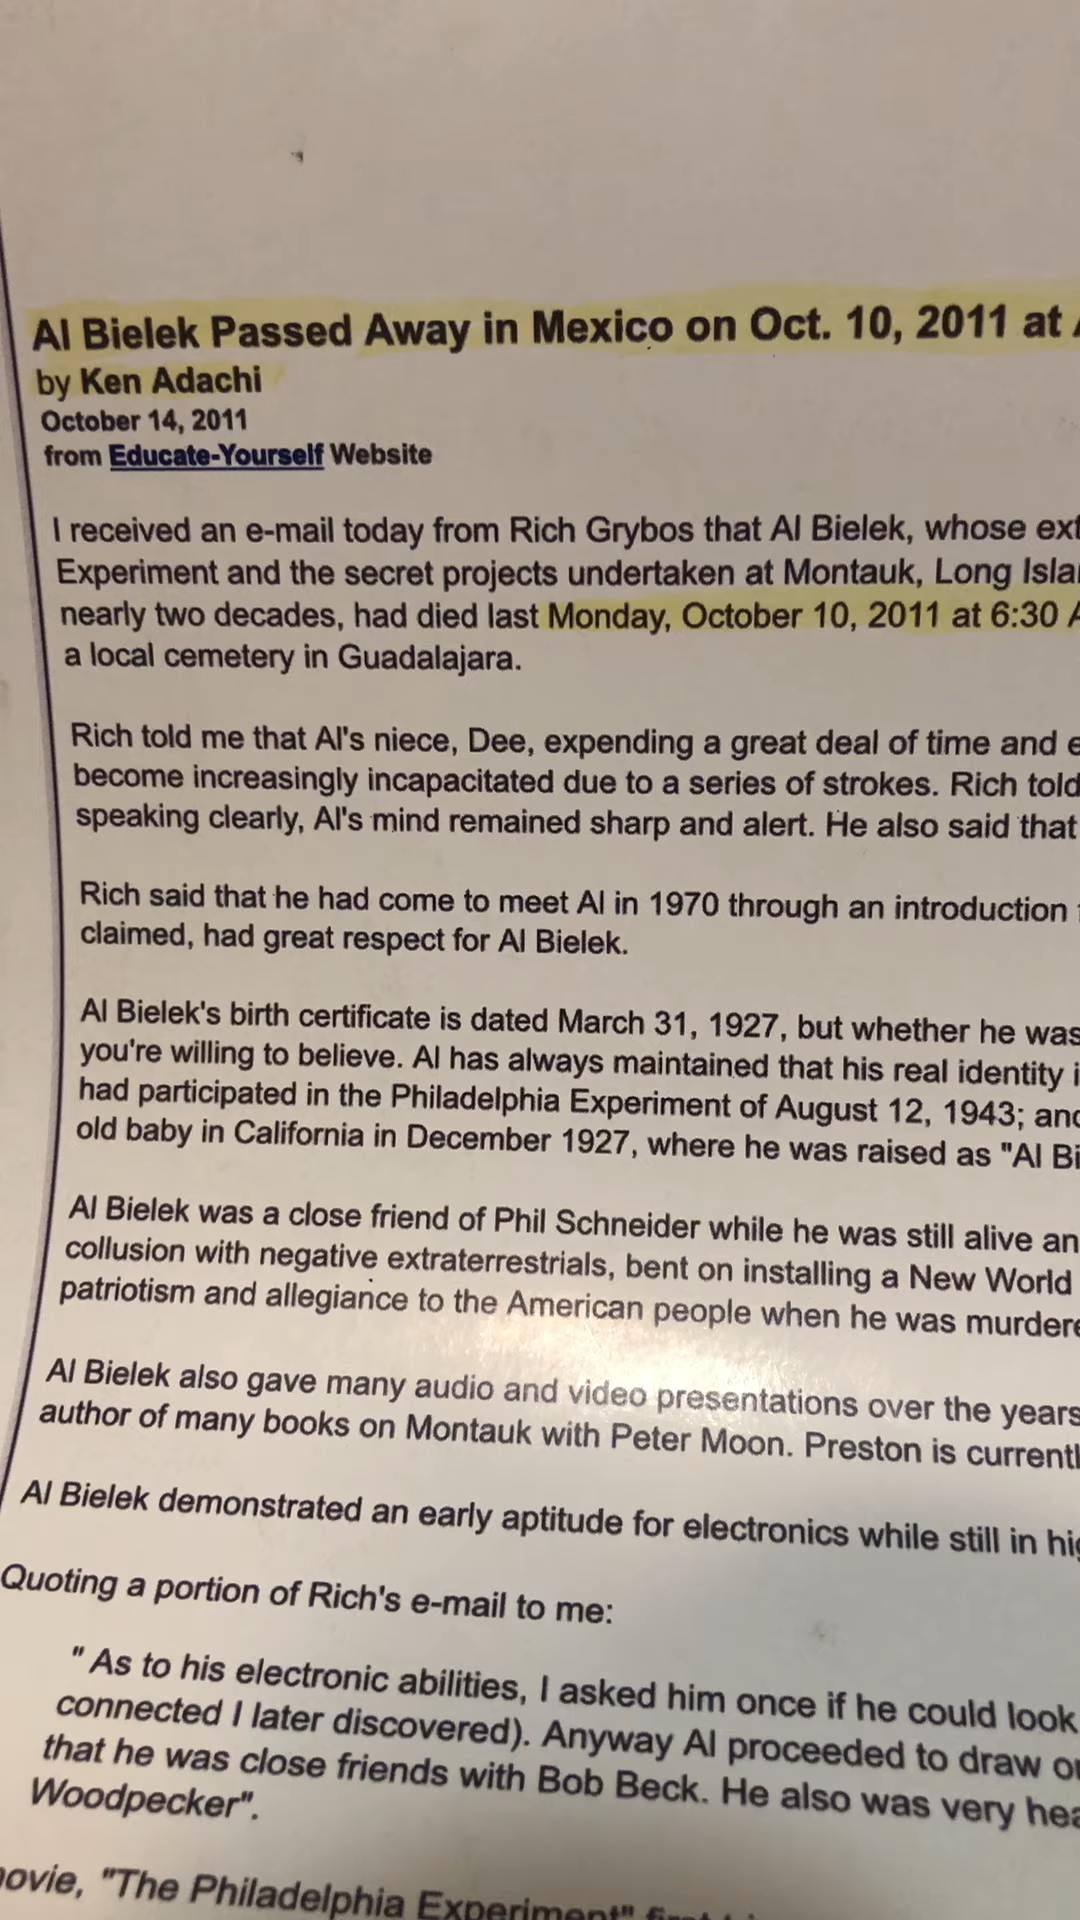 Al Bielek Passed Away in Mexico on Oct. 10, 2011 at
by Ken Adachi
October 14, 2011
from Educate-Yourself Website
I received an e-mail today from Rich Grybos that Al Bielek, whose
Experiment and the secret projects undertaken at Montauk, Long
nearly two decades, had died last Monday, October 10, 2011 at 6:30
a local cemetery in Guadalajara.
Rich told me that Al's niece, Dee, expending a great deal of time and
become increasingly incapacitated due to a series of strokes. Rich told
speaking clearly, Al's mind remained sharp and alert. He also said that
Rich said that he had come to meet Al in 1970 through an introduction
claimed, had great respect for Al Bielek.
Al Bielek's birth certificate is dated March 31, 1927, but whether he was
you're willing to believe. Al has always maintained that his real identity
had participated in the Philadelphia Experiment of August 12, 1943; and
old baby in California in December 1927, where he was raised as "Al
Al Bielek was a close friend of Phil Schneider while he was still alive
collusion with negative extraterrestrials, bent on installing a New World
patriotism and allegiance to the American people when he was
Al Bielek also gave many audio and video presentations over the years
author of many books on Montauk with Peter Moon. Preston is
Al Bielek demonstrated an early aptitude for electronics while still in
Quoting a portion of Rich's e-mail to me:
" As to his electronic abilities, I asked him once if he could look
connected I later discovered). Anyway Al proceeded to draw
that he was close friends with Bob Beck. He also was very
Woodpecker".
"The Philadelphia Experiment"